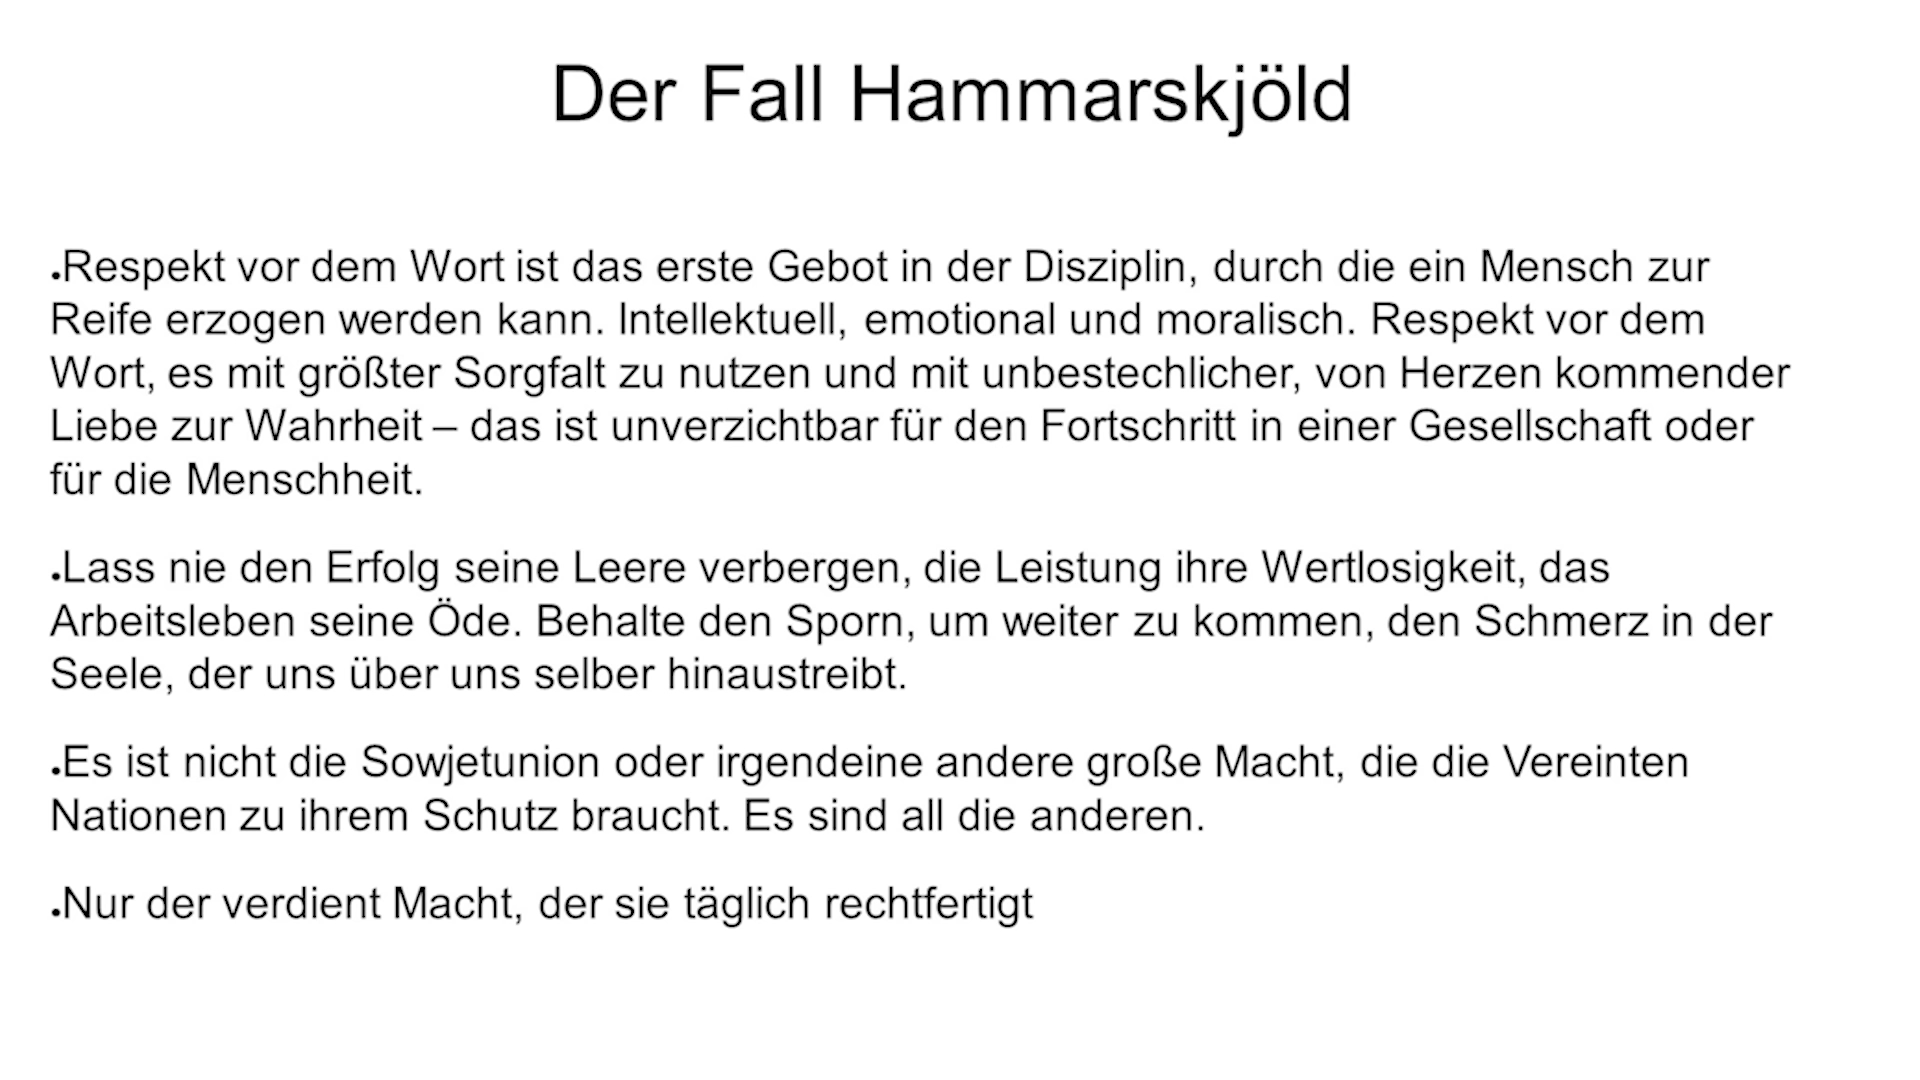 Der Fall Hammarskjöld
.Respekt vor dem Wort ist das erste Gebot in der Disziplin, durch die ein Mensch zur
Reife erzogen werden kann. Intellektuell, emotional und moralisch. Respekt vor dem
Wort, es mit größter Sorgfalt zu nutzen und mit unbestechlicher, von Herzen kommender
Liebe zur Wahrheit – das ist unverzichtbar für den Fortschritt in einer Gesellschaft oder
für die Menschheit.
.Lass nie den Erfolg seine Leere verbergen, die Leistung ihre Wertlosigkeit, das
Arbeitsleben seine Öde. Behalte den Sporn, um weiter zu kommen, den Schmerz in der
Seele, der uns über uns selber hinaustreibt.
.Es ist nicht die Sowjetunion oder irgendeine andere große Macht, die die Vereinten
Nationen zu ihrem Schutz braucht. Es sind all die anderen.
.Nur der verdient Macht, der sie täglich rechtfertigt